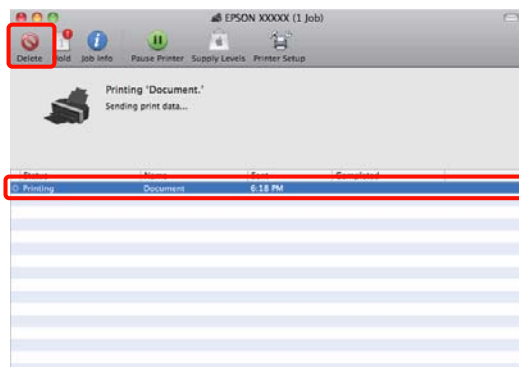 EPSON XXXXX (1 Job)
Delete Hold Job Info Pause Printer Supply Levels Printer Setup
Printing 'Document.'
Sending print data...
Status Name Sent Completed
Printing Document 6:18 PM